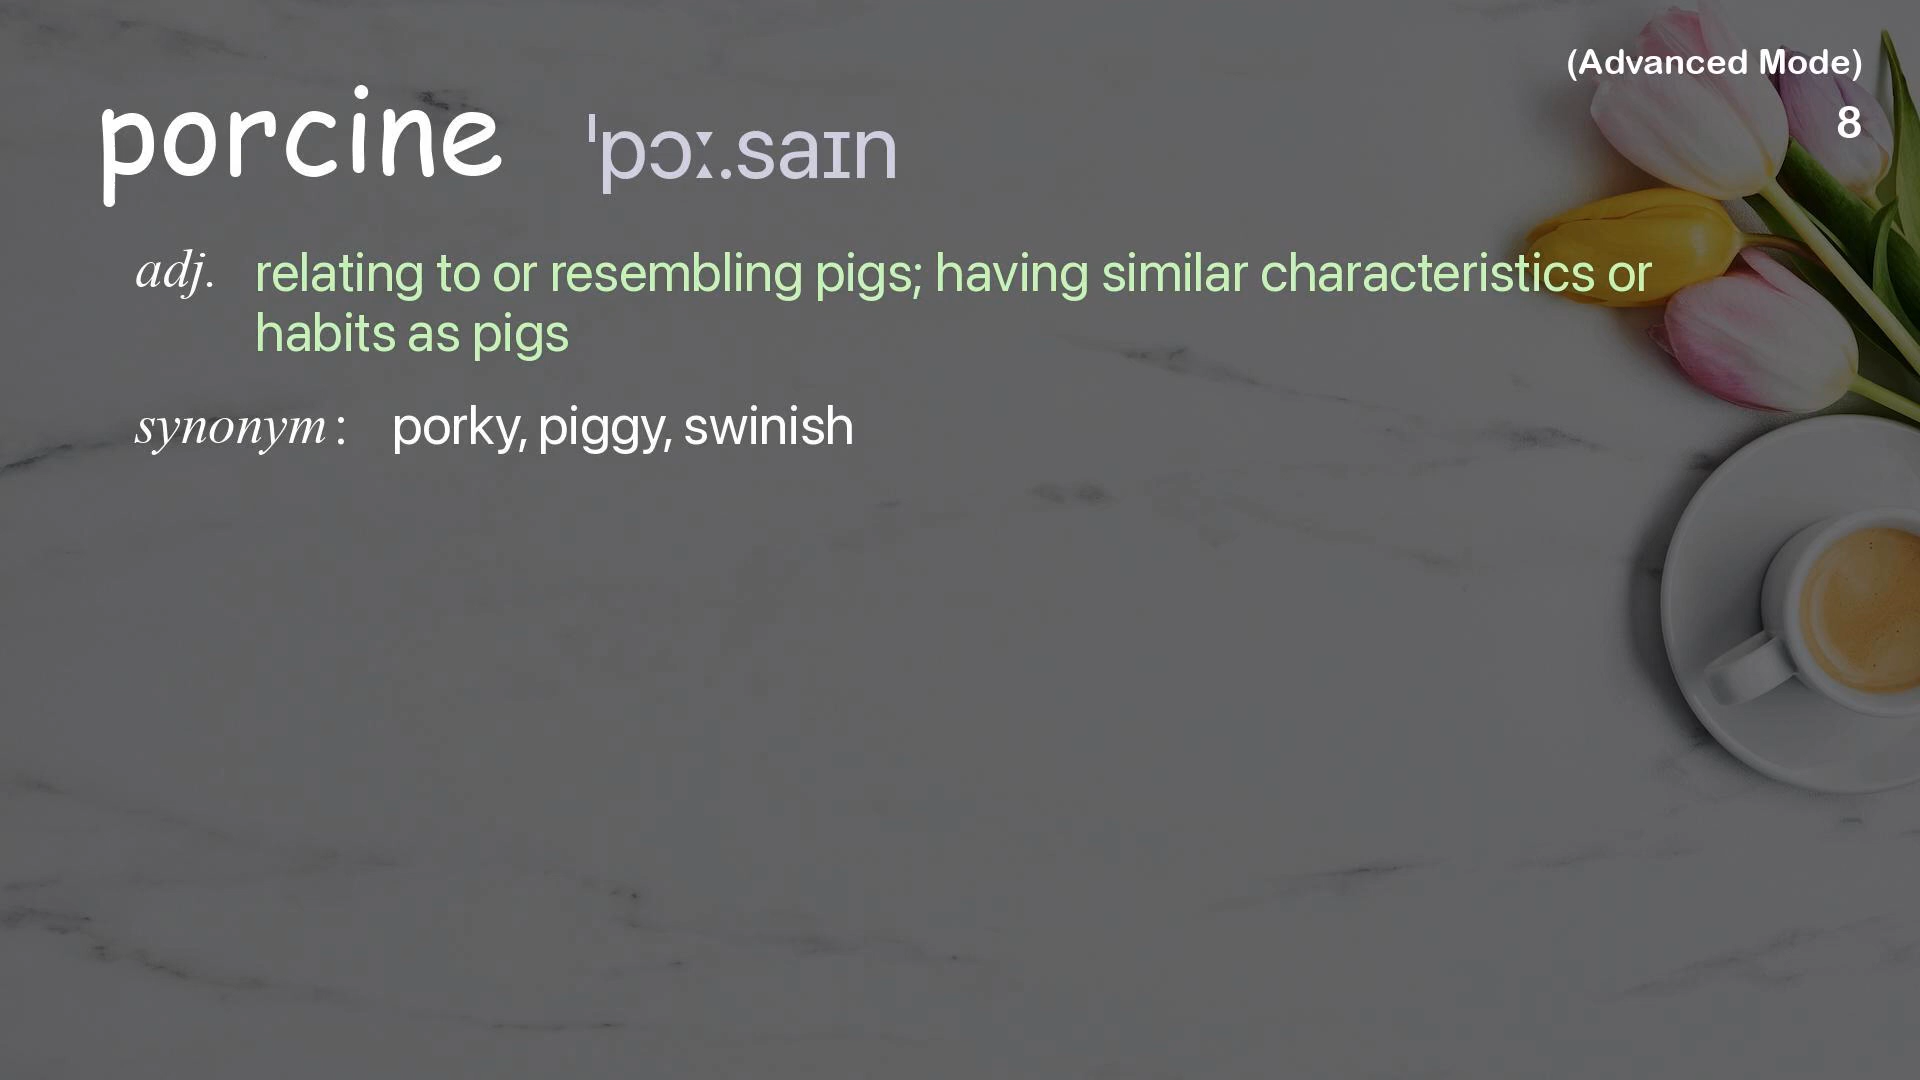 (Advanced Mode)
8
porcine ˈpɔː.saɪn
adj. relating to or resembling pigs; having similar characteristics or
habits as pigs
synonym: porky, piggy, swinish